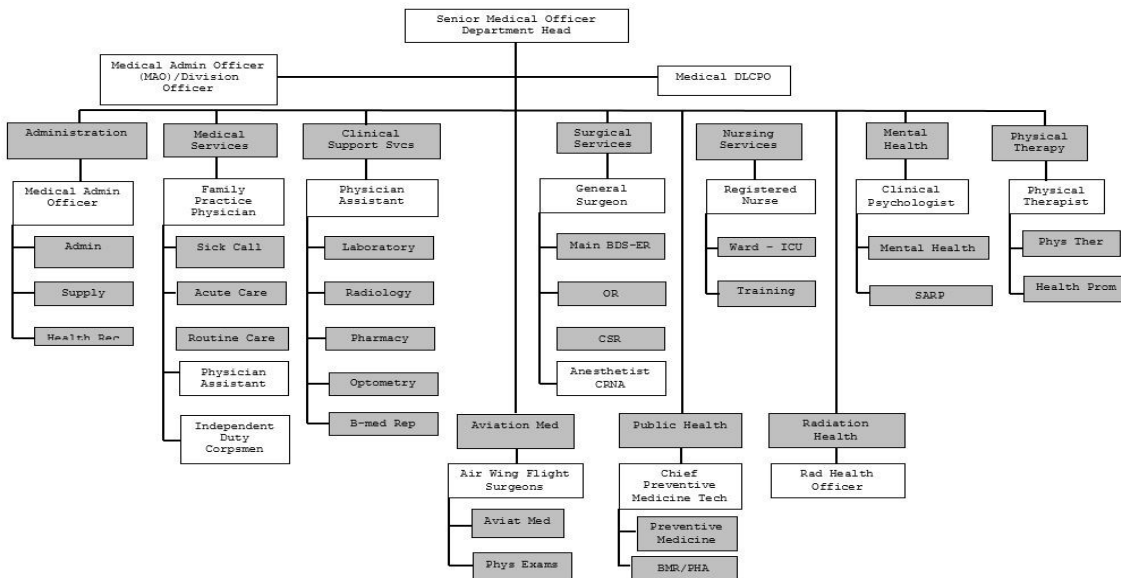 Senior Medical Officer
Department Head
Medical Admin Officer
(MAO)/Division
Officer
Medical DLCPO
Administration
Medical
Services
Clinical
Support Svcs
Surgical
Services
Nursing
Services
Mental
Health
Physical
Therapy
Medical Admin
Officer
Family
Practice
Physician
Physician
Assistant
General
Surgeon
Registered
Nurse
Clinical
Psychologist
Physical
Therapist
Admin
Supply
Health Rec
Sick Call
Acute Care
Routine Care
Physician
Assistant
Independent
Duty
Corpsmen
Laboratory
Radiology
Pharmacy
Optometry
B-med Rep
Main BDS-ER
OR
CSR
Anesthetist
CRNA
Ward - ICU
Training
Mental Health
SARP
Phys Ther
Health Prom
Aviation Med
Public Health
Radiation
Health
Air Wing Flight
Surgeons
Chief
Preventive
Medicine Tech
Rad Health
Officer
Aviat Med
Phys Exams
Preventive
Medicine
BMR/PHA